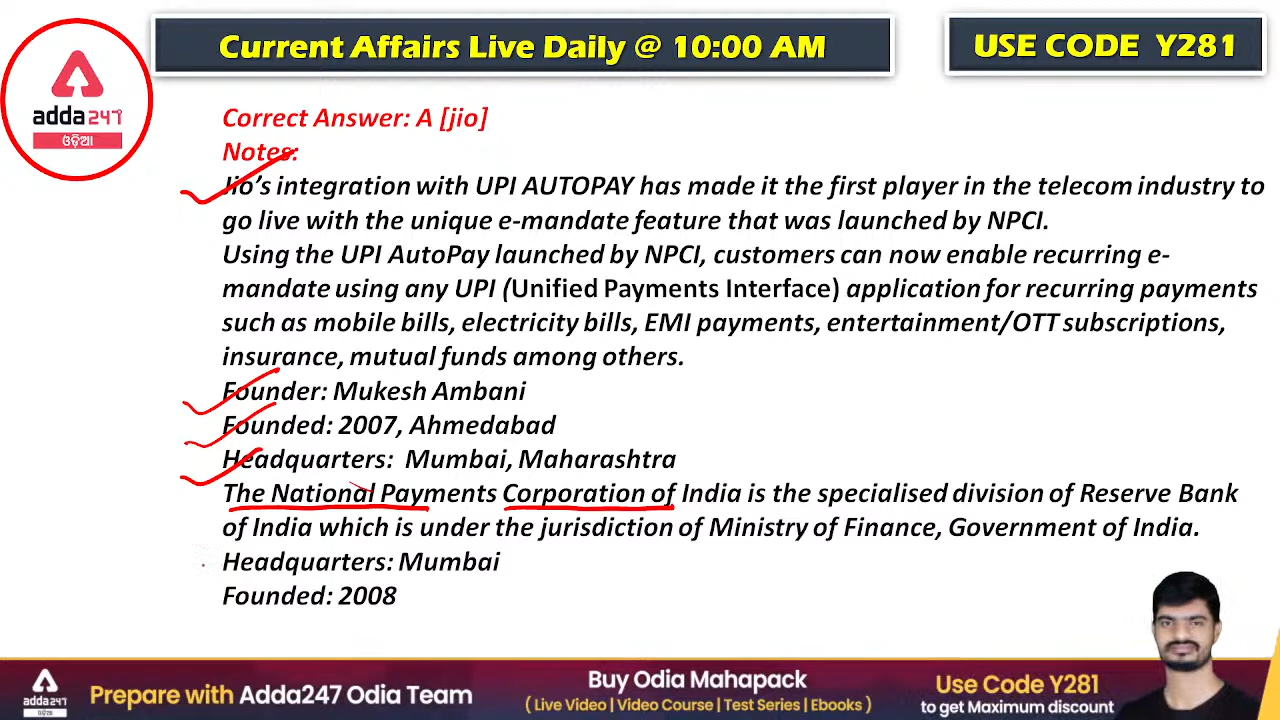 Current Affairs Live Daily @ 10:00 AM
USE CODE Y281
adda247
ଓଡ଼ିଆ
Correct Answer: A [jio]
Notes:
Jio's integration with UPI AUTOPAY has made it the first player in the telecom industry to
go live with the unique e-mandate feature that was launched by NPCI.
Using the UPI AutoPay launched by NPCI, customers can now enable recurring e-
mandate using any UPI (Unified Payments Interface) application for recurring payments
such as mobile bills, electricity bills, EMI payments, entertainment/OTT subscriptions,
insurance, mutual funds among others.
Founder: Mukesh Ambani
Founded: 2007, Ahmedabad
Headquarters: Mumbai, Maharashtra
The National Payments Corporation of India is the specialised division of Reserve Bank
of India which is under the jurisdiction of Ministry of Finance, Government of India.
Headquarters: Mumbai
Founded: 2008
adda247
ଓଡ଼ିଆ
Prepare with Adda247 Odia Team
Buy Odia Mahapack
( Live Video | Video Course | Test Series | Ebooks )
Use Code Y281
to get Maximum discount